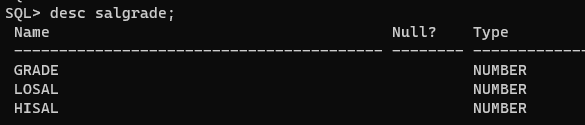 SQL> desc salgrade;
Name Null? Type
----------------------------------------- -------- ------------
GRADE NUMBER
LOSAL NUMBER
HISAL NUMBER